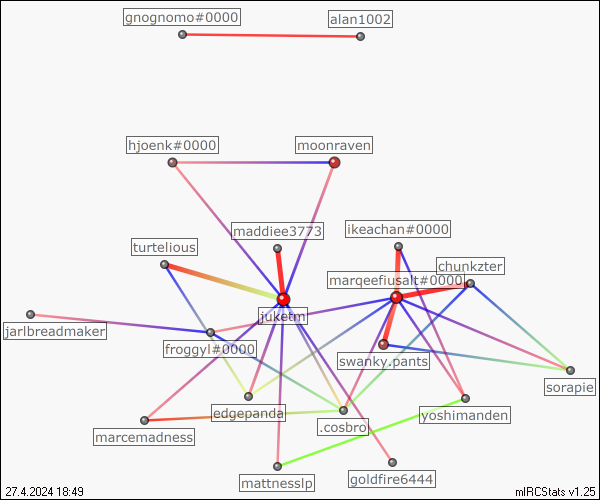 gnognomo#0000
alan1002
hjoenk#0000
moonraven
maddiee3773
ikeachan#0000
turtelious
chunkzter
marqeefiusalt#0000
juketm
jarlbreadmaker
froggyl#0000
swanky.pants
sorapie
edgepanda
yoshimanden
.cosbro
marcemadness
mattnesslp
goldfire6444
27.4.2024 18:49
mIRCStats v1.25